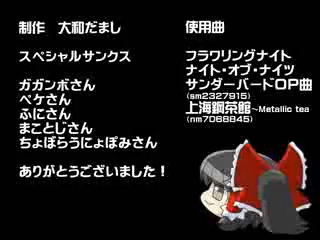 制作　大和だまし
スペシャルサンクス
ガガンボさん
ペケさん
ふにさん
まことじさん
ちょぼらうにょぽみさん
ありがとうございました！
使用曲
フラワリングナイト
ナイト・オブ・ナイツ
サンダーバードOP曲
(sm2327915)
上海鋼茶館～Metallic tea
(nm7068845)